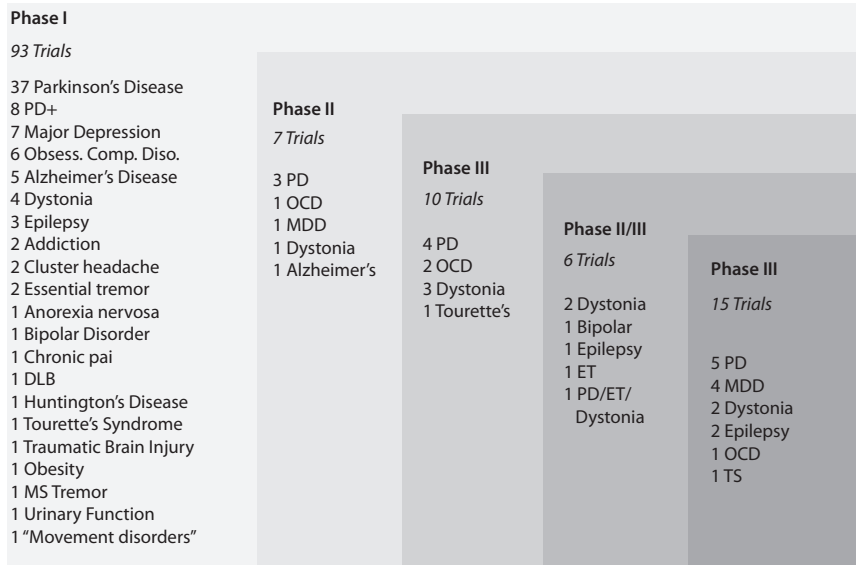 Phase I
93 Trials
37 Parkinson's Disease
8 PD+
7 Major Depression
6 Obsess. Comp. Diso.
5 Alzheimer's Disease
4 Dystonia
3 Epilepsy
2 Addiction
2 Cluster headache
2 Essential tremor
1 Anorexia nervosa
1 Bipolar Disorder
1 Chronic pai
1 DLB
1 Huntington's Disease
1 Tourette's Syndrome
1 Traumatic Brain Injury
1 Obesity
1 MS Tremor
1 Urinary Function
1 “Movement disorders”
Phase II
7 Trials
3 PD
1 OCD
1 MDD
1 Dystonia
1 Alzheimer's
Phase III
10 Trials
4 PD
2 OCD
3 Dystonia
1 Tourette's
Phase II/III
6 Trials
2 Dystonia
1 Bipolar
1 Epilepsy
1 ET
1 PD/ET/
Dystonia
Phase III
15 Trials
5 PD
4 MDD
2 Dystonia
2 Epilepsy
1 OCD
1 TS